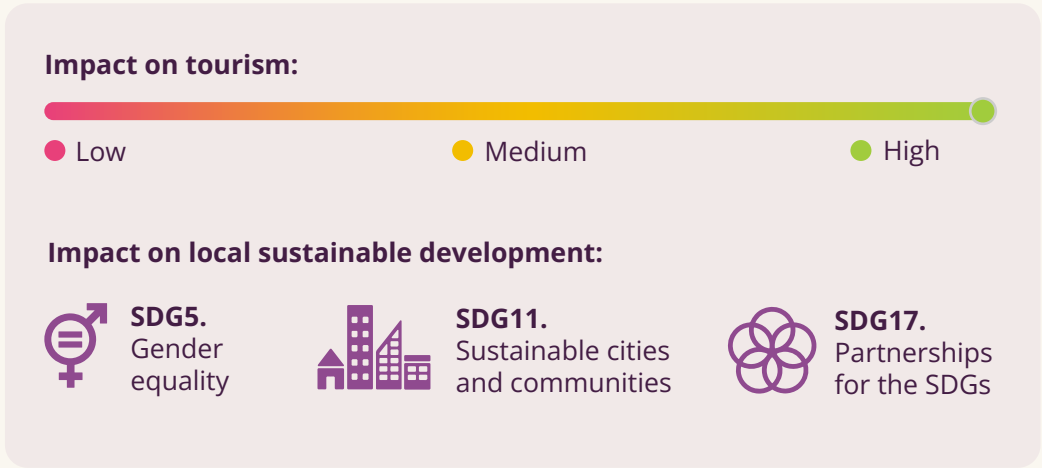 Impact on tourism:
Low
Medium
High
Impact on local sustainable development:
SDG5.
Gender
equality
SDG11.
Sustainable cities
and communities
SDG17.
Partnerships
for the SDGs